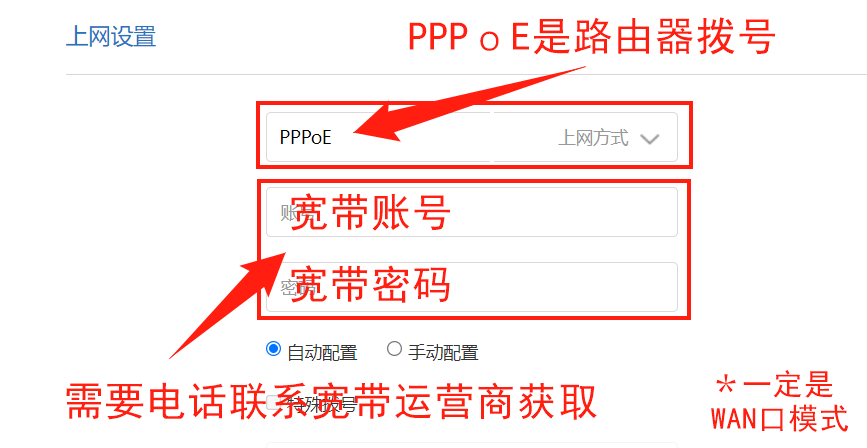 上网设置
PPPoE是路由器拨号
PPPoE
上网方式
账号
宽带账号
密码
宽带密码
自动配置
手动配置
需要电话联系宽带运营商获取
特殊拨号
*一定是
WAN口模式